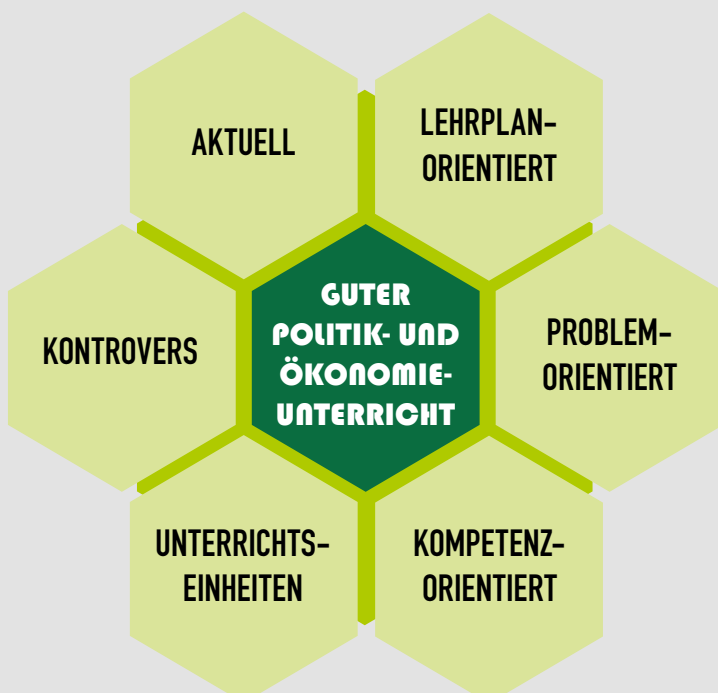 AKTUELL
LEHRPLAN-
ORIENTIERT
KONTROVERS
GUTER
POLITIK- UND
ÖKONOMIE-
UNTERRICHT
PROBLEM-
ORIENTIERT
UNTERRICHTS-
EINHEITEN
KOMPETENZ-
ORIENTIERT